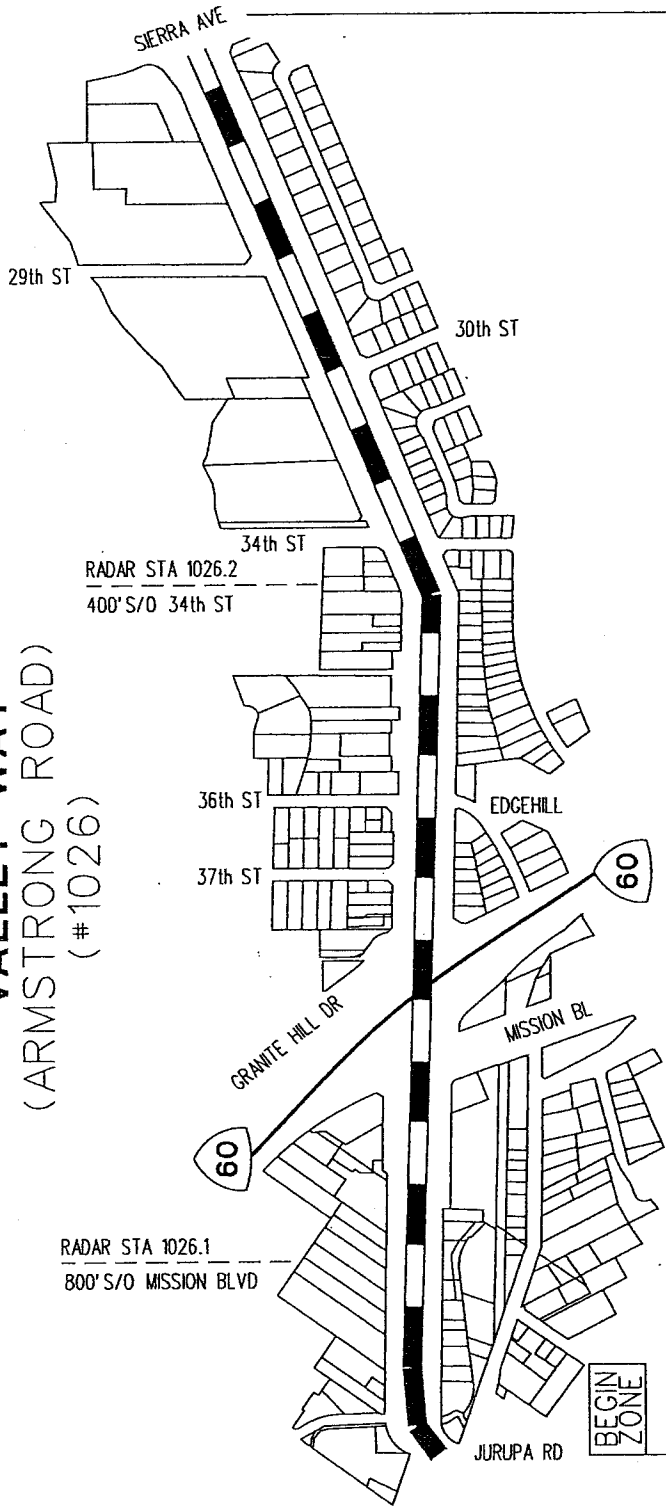 SIERRA AVE
29th ST
30th ST
34th ST
RADAR STA 1026.2
400' S/O 34th ST
(ARMSTRONG ROAD)
(#1026)
36th ST
EDGEHILL
37th ST
60
GRANITE HILL DR
MISSION BL
60
RADAR STA 1026.1
800' S/O MISSION BLVD
BEGIN
ZONE
JURUPA RD